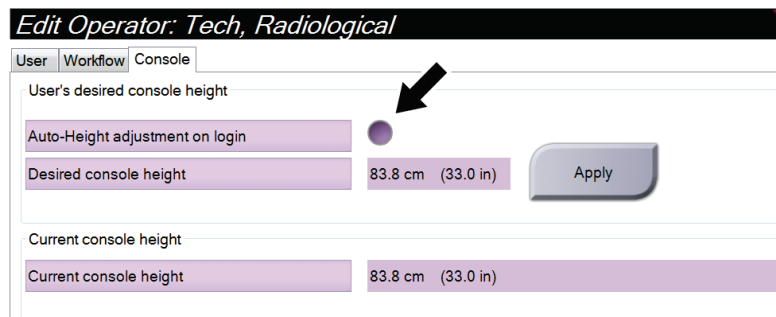 Edit Operator: Tech, Radiological
User Workflow Console
User's desired console height
Auto-Height adjustment on login
Desired console height 83.8 cm (33.0 in) Apply
Current console height
Current console height 83.8 cm (33.0 in)